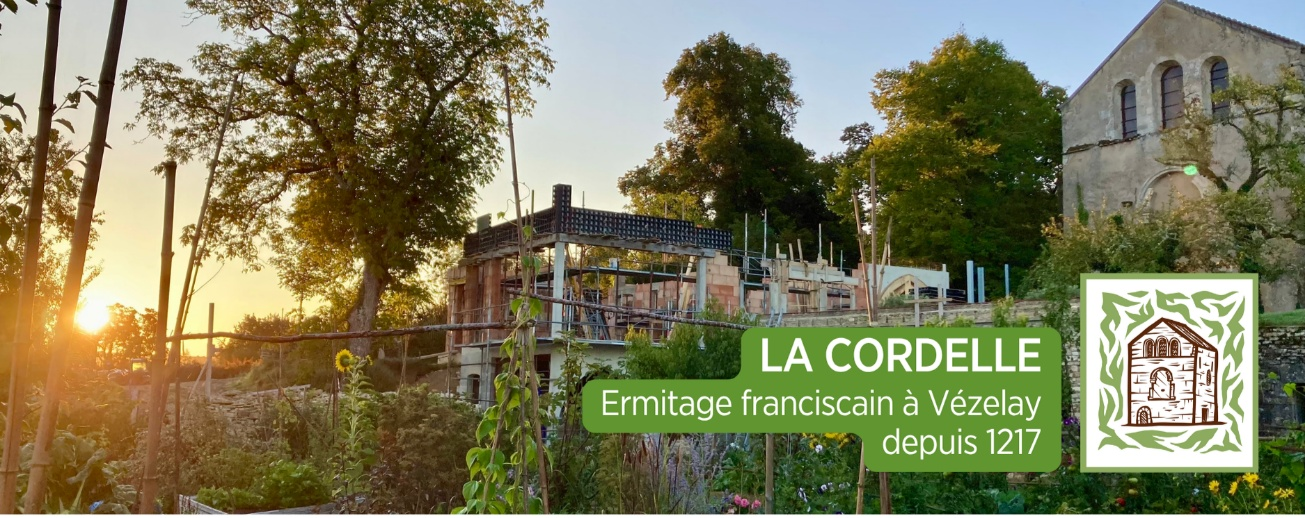 LA CORDELLE
Ermitage franciscain à Vézelay
depuis 1217